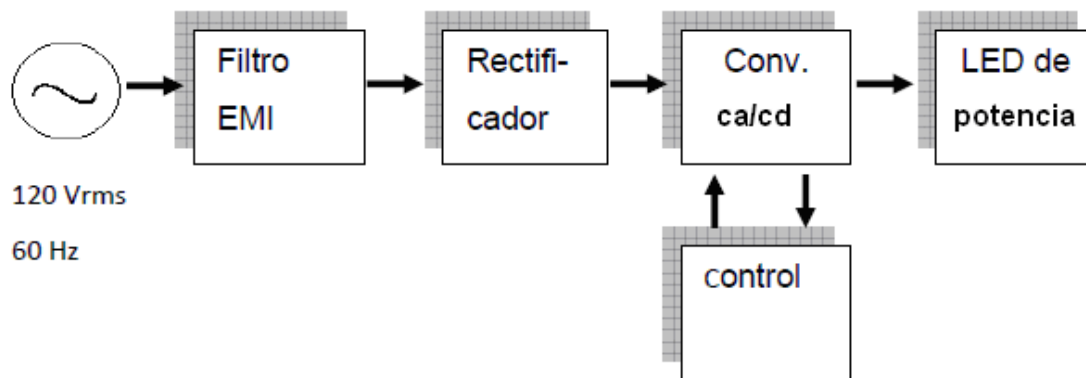 Filtro
EMI
Rectifi-
cador
Conv.
ca/cd
LED de
potencia
120 Vrms
60 Hz
control